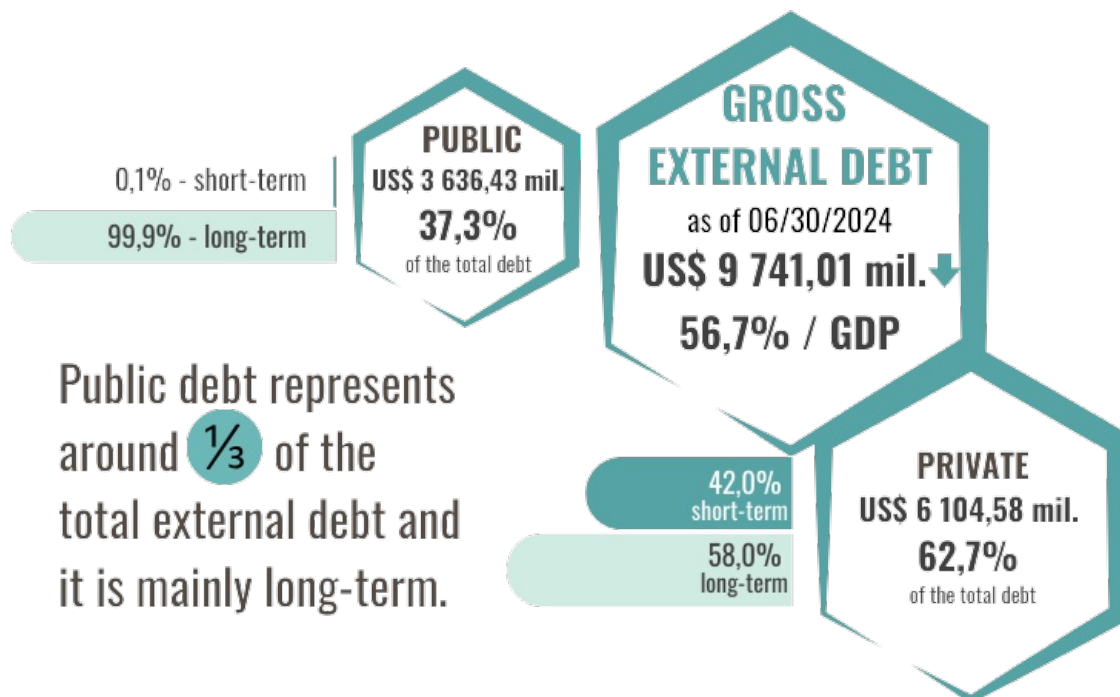 GROSS
EXTERNAL DEBT
as of 06/30/2024
US$ 9 741,01 mil.
56,7% / GDP
PUBLIC
US$ 3 636,43 mil.
37,3%
of the total debt
0,1% - short-term
99,9% - long-term
Public debt represents
around ⅓ of the
total external debt and
it is mainly long-term.
PRIVATE
US$ 6 104,58 mil.
62,7%
of the total debt
42,0%
short-term
58,0%
long-term